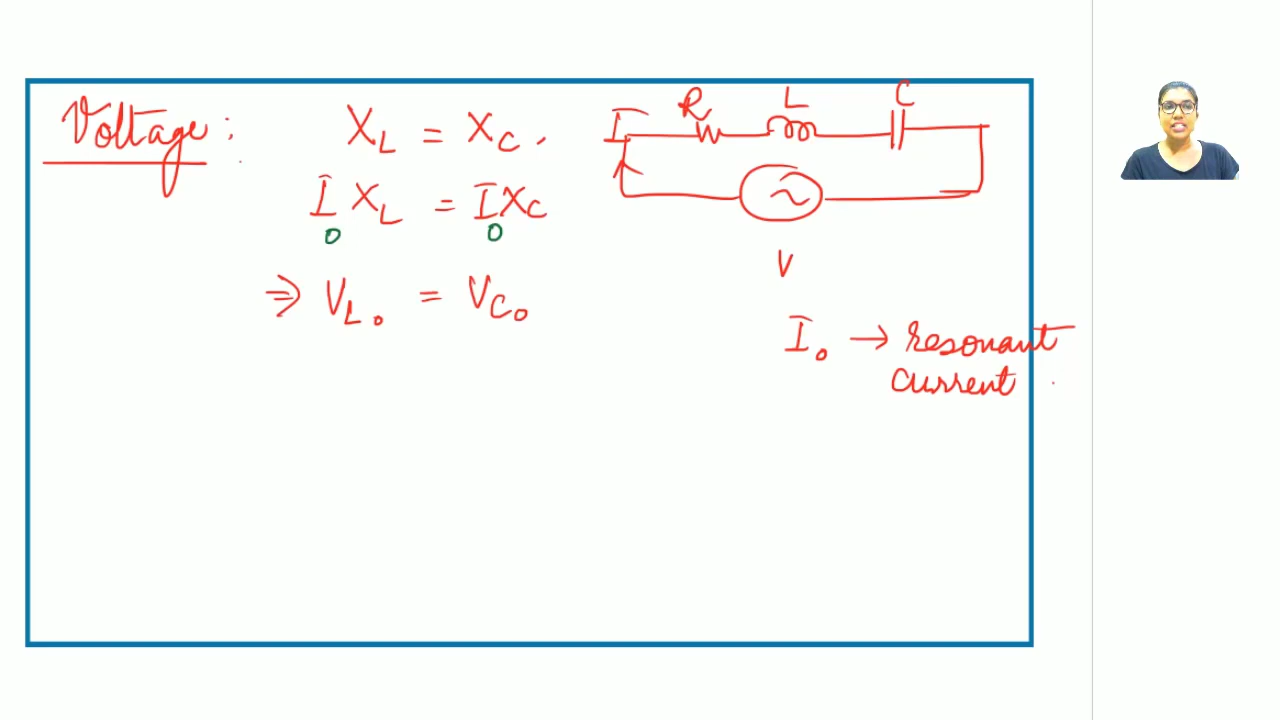 Voltage :
X_L = X_C .
I_0 X_L = I_0 X_C
⇒ V_L0 = V_C0
R L C
I
V
I_0 → resonant
current .